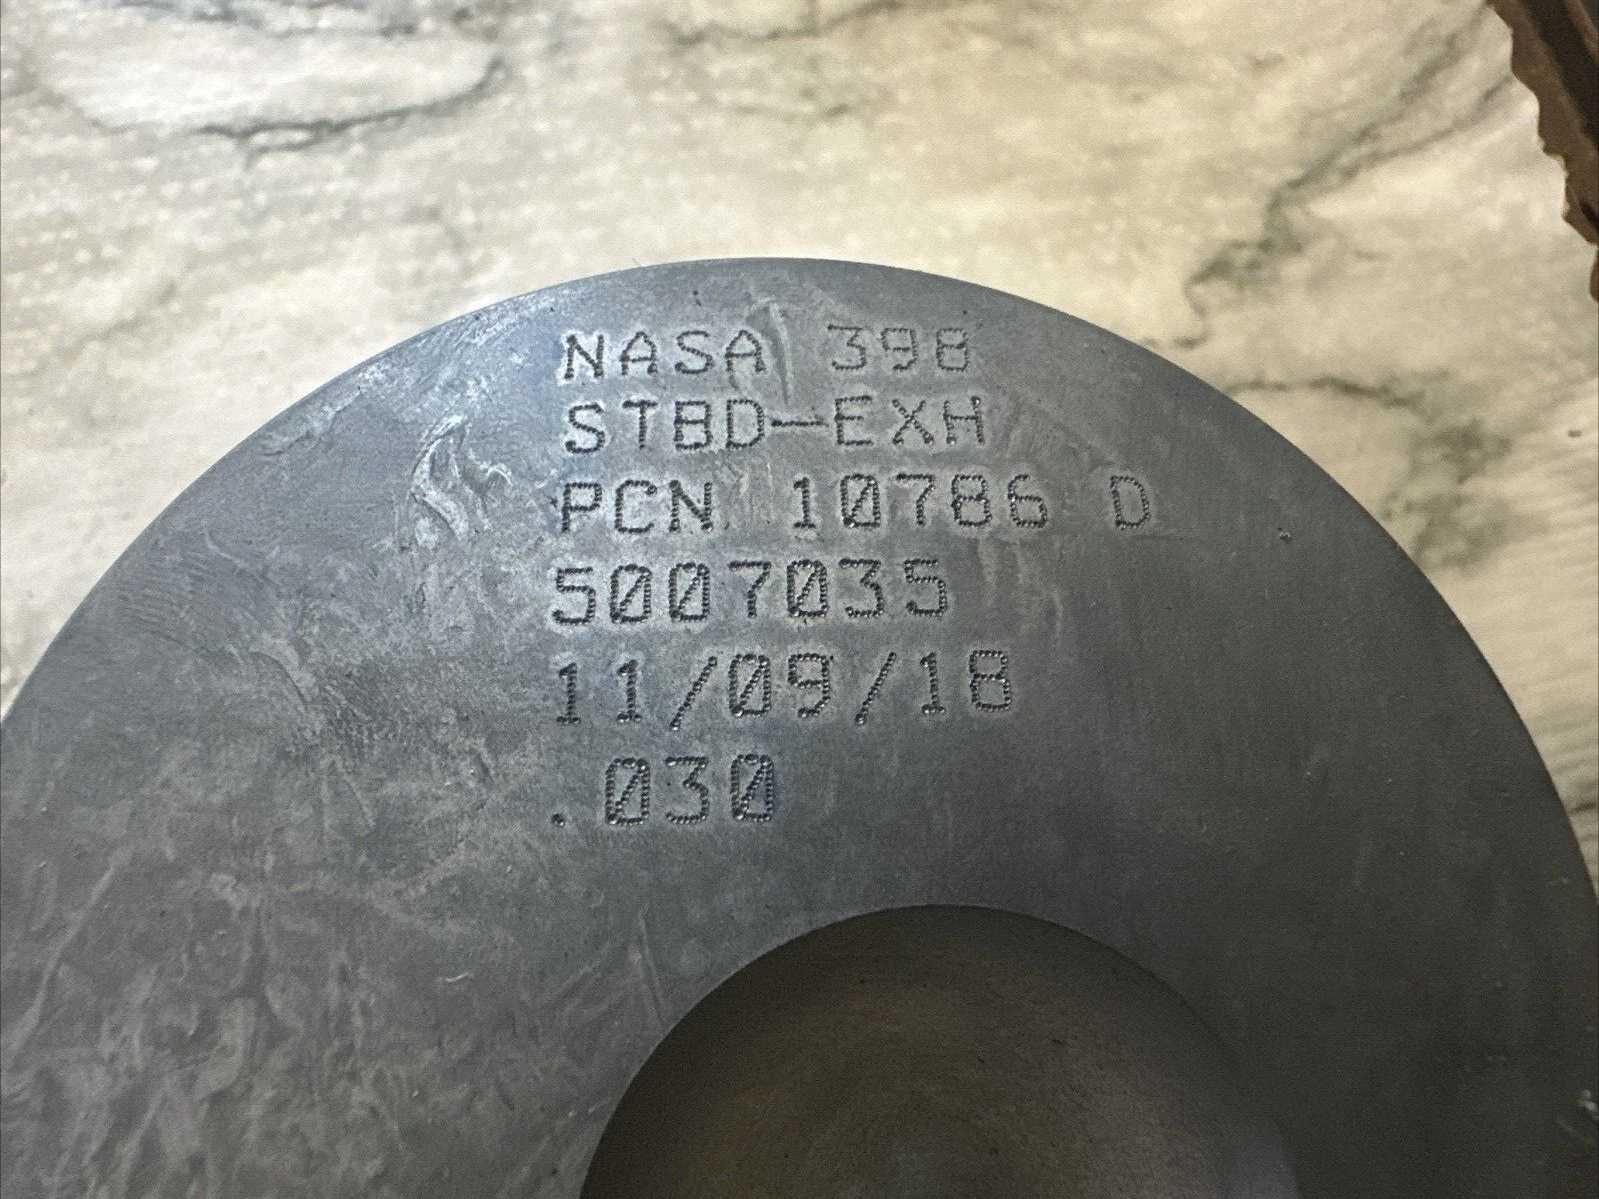 NASA 398
STBD-EXH
PCN 10786 D
5007035
11/09/18
.030